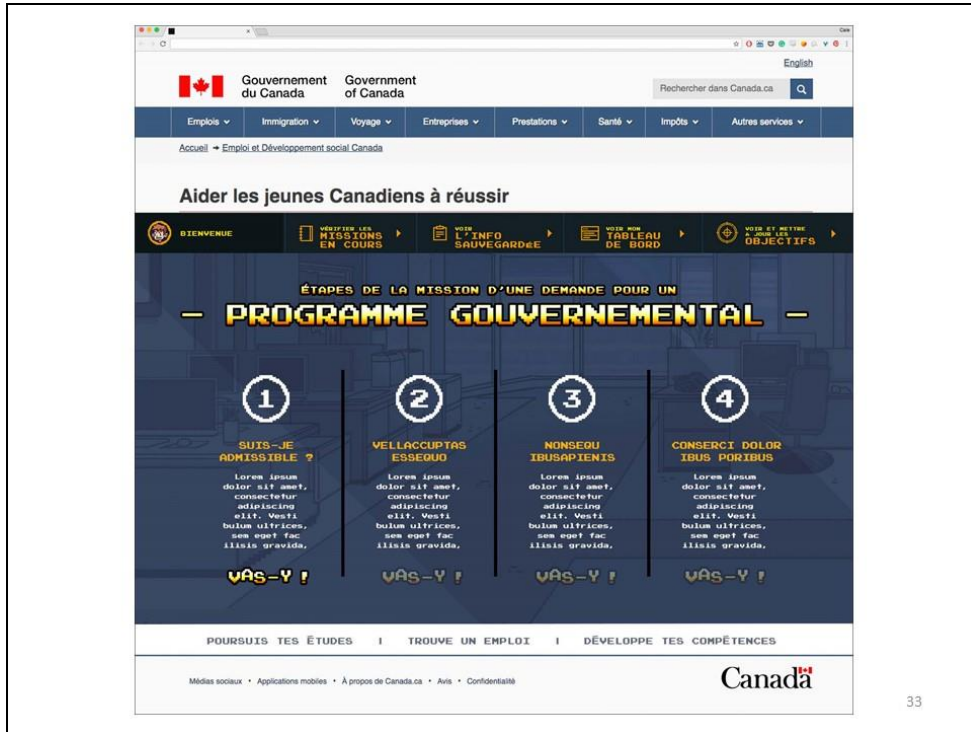 English
Gouvernement du Canada
Government of Canada
Rechercher dans Canada.ca
Emplois
Immigration
Voyage
Entreprises
Prestations
Santé
Impôts
Autres services
Accueil → Emploi et Développement social Canada
Aider les jeunes Canadiens à réussir
BIENVENUE
VÉRIFIER LES
MISSIONS
EN COURS
VOIR
L'INFO
SAUVEGARDéE
VOIR MON
TABLEAU
DE BORD
VOIR ET METTRE
À JOUR LES
OBJECTIFS
ÉTAPES DE LA MISSION D'UNE DEMANDE POUR UN
– PROGRAMME GOUVERNEMENTAL –
1
SUIS-JE
ADMISSIBLE ?
Lorem ipsum
dolor sit amet,
consectetur
adipiscing
elit. Vesti
bulum ultrices,
sem eget fac
ilisis gravida,
VAS-Y !
2
VELLACCUPTAS
ESSEQUO
Lorem ipsum
dolor sit amet,
consectetur
adipiscing
elit. Vesti
bulum ultrices,
sem eget fac
ilisis gravida,
VAS-Y !
3
NONSEQU
IBUSAPIENIS
Lorem ipsum
dolor sit amet,
consectetur
adipiscing
elit. Vesti
bulum ultrices,
sem eget fac
ilisis gravida,
VAS-Y !
4
CONSERCI DOLOR
IBUS PORIBUS
Lorem ipsum
dolor sit amet,
consectetur
adipiscing
elit. Vesti
bulum ultrices,
sem eget fac
ilisis gravida,
VAS-Y !
POURSUIS TES ÉTUDES | TROUVE UN EMPLOI | DÉVELOPPE TES COMPÉTENCES
Médias sociaux • Applications mobiles • À propos de Canada.ca • Avis • Confidentialité
Canada
33